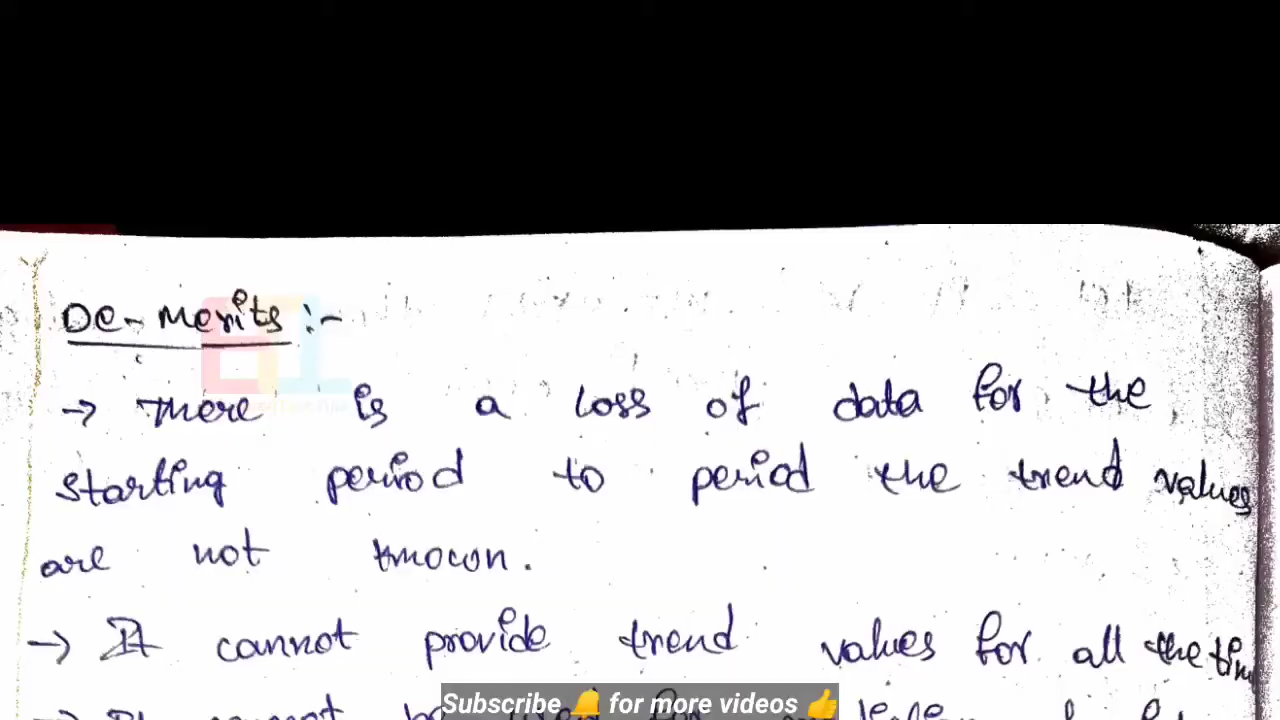 De-Merits :-
→ There is a loss of data for the
starting period to period the trend values
are not
→ It cannot provide trend values for all the
Subscribe 🔔 for more videos 👍